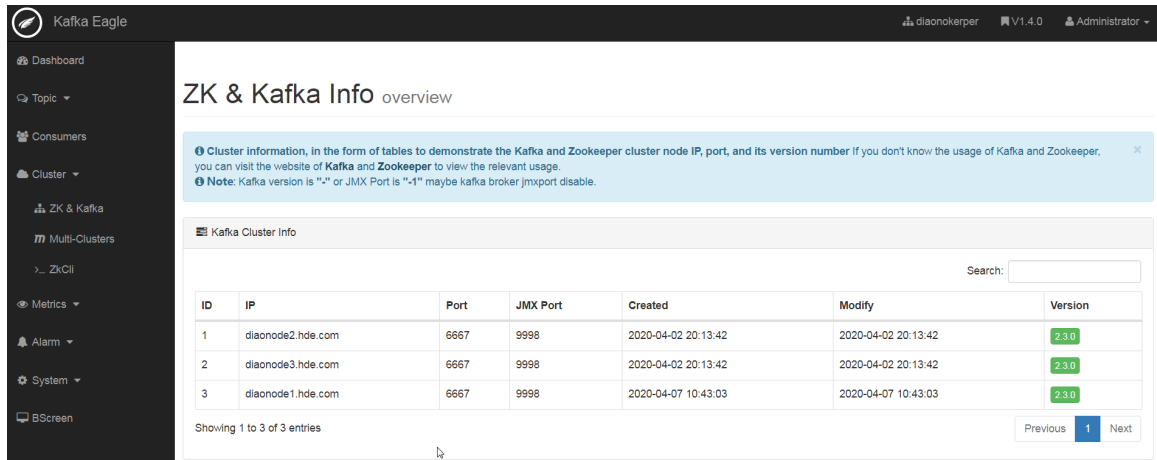 Kafka Eagle
diaonokerper V1.4.0 Administrator
Dashboard
Topic
Consumers
Cluster
ZK & Kafka
Multi-Clusters
ZkCli
Metrics
Alarm
System
BScreen
ZK & Kafka Info overview
Cluster information, in the form of tables to demonstrate the Kafka and Zookeeper cluster node IP, port, and its version number If you don't know the usage of Kafka and Zookeeper,
you can visit the website of Kafka and Zookeeper to view the relevant usage.
Note: Kafka version is "-" or JMX Port is "-1" maybe kafka broker jmxport disable.
×
Kafka Cluster Info
Search:
ID IP Port JMX Port Created Modify Version
1 diaonode2.hde.com 6667 9998 2020-04-02 20:13:42 2020-04-02 20:13:42 2.3.0
2 diaonode3.hde.com 6667 9998 2020-04-02 20:13:42 2020-04-02 20:13:42 2.3.0
3 diaonode1.hde.com 6667 9998 2020-04-07 10:43:03 2020-04-07 10:43:03 2.3.0
Showing 1 to 3 of 3 entries
Previous 1 Next